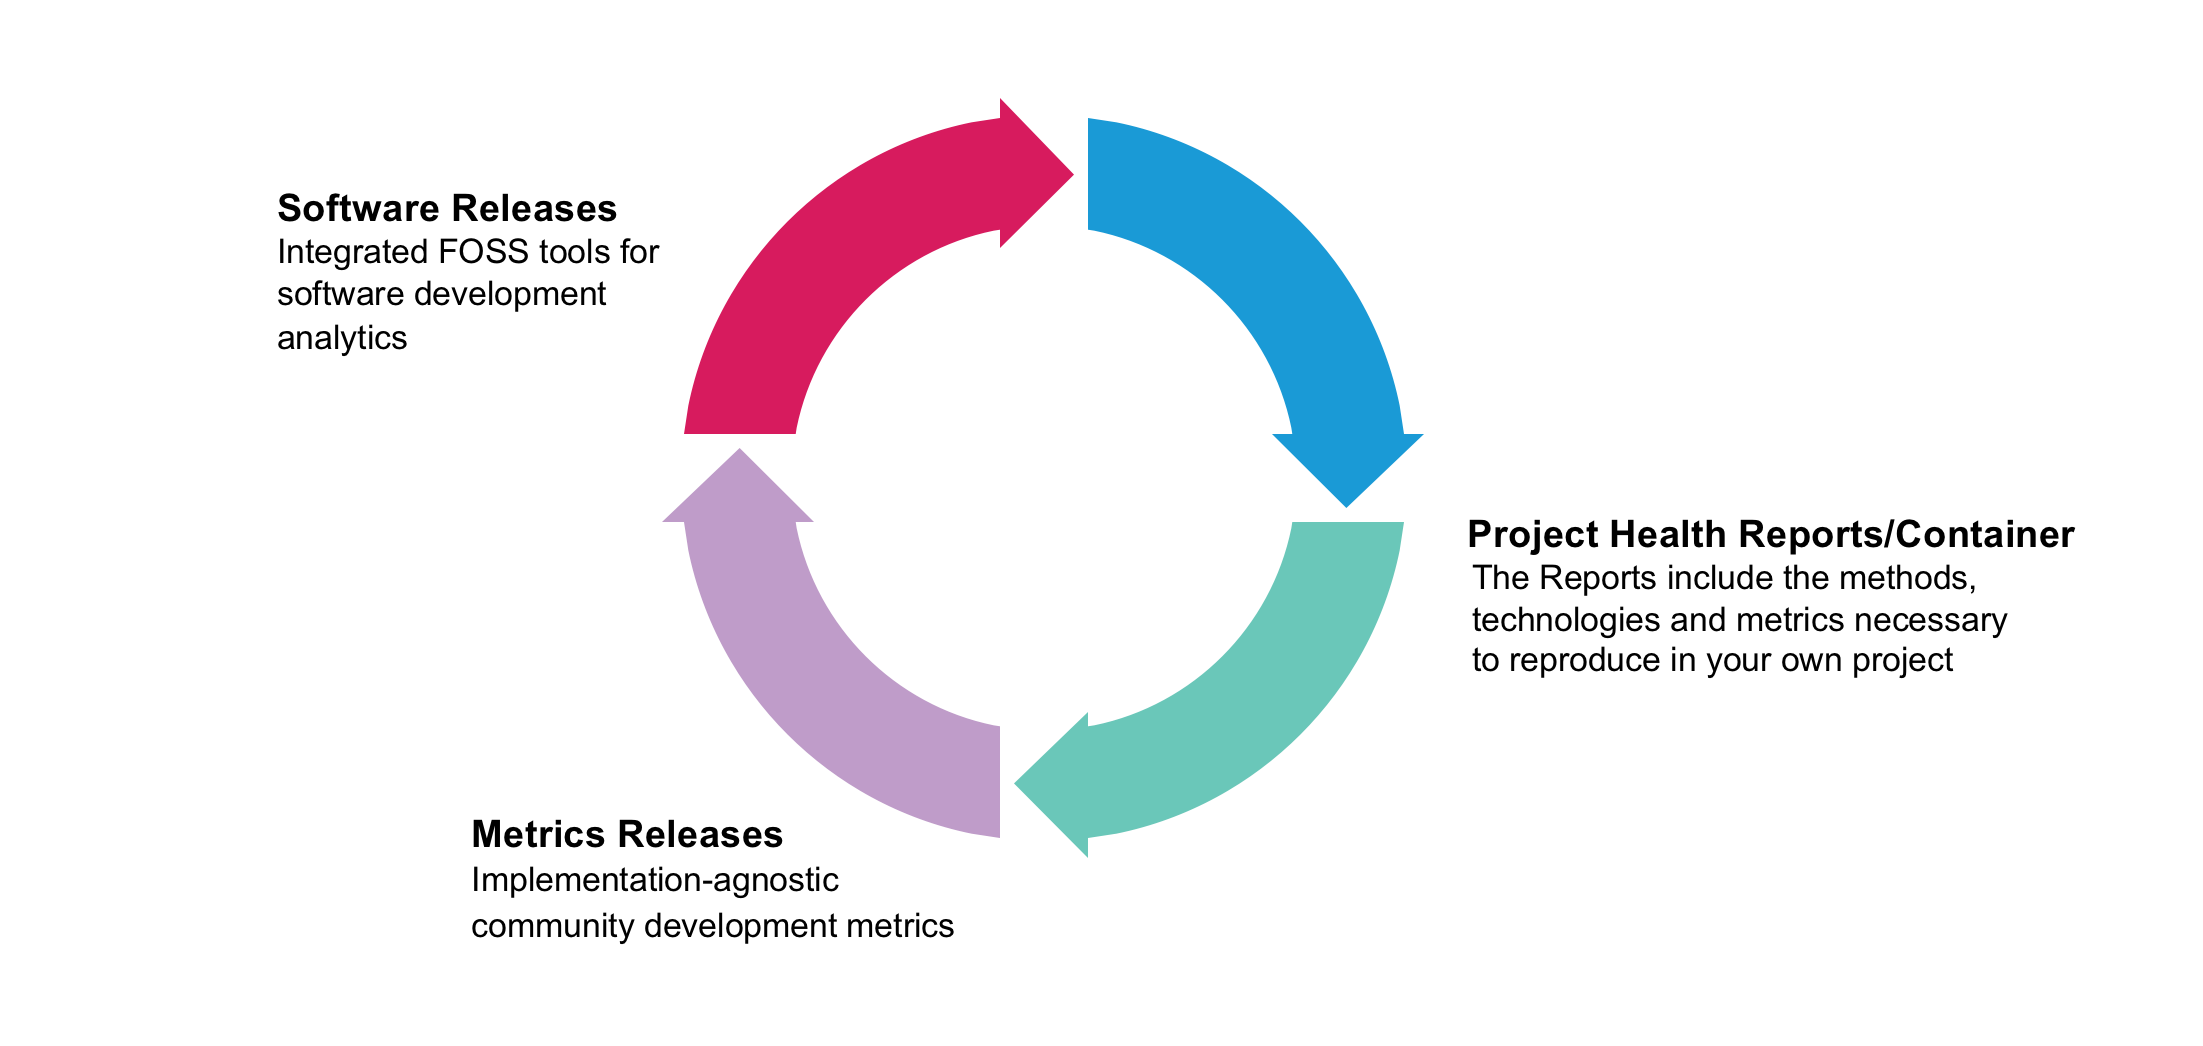 Software Releases
Integrated FOSS tools for
software development
analytics
Project Health Reports/Container
The Reports include the methods,
technologies and metrics necessary
to reproduce in your own project
Metrics Releases
Implementation-agnostic
community development metrics